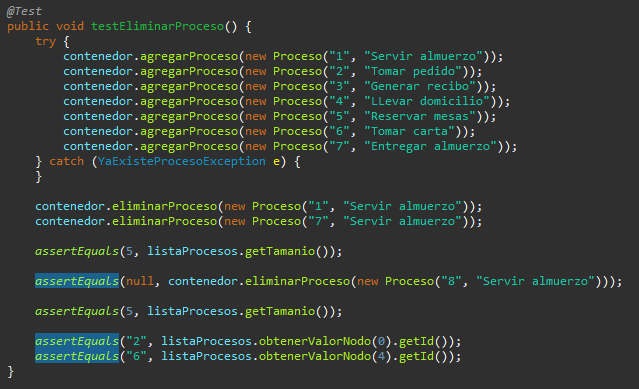 @Test
public void testEliminarProceso() {
try {
contenedor.agregarProceso(new Proceso("1", "Servir almuerzo"));
contenedor.agregarProceso(new Proceso("2", "Tomar pedido"));
contenedor.agregarProceso(new Proceso("3", "Generar recibo"));
contenedor.agregarProceso(new Proceso("4", "LLevar domicilio"));
contenedor.agregarProceso(new Proceso("5", "Reservar mesas"));
contenedor.agregarProceso(new Proceso("6", "Tomar carta"));
contenedor.agregarProceso(new Proceso("7", "Entregar almuerzo"));
} catch (YaExisteProcesoException e) {
}
contenedor.eliminarProceso(new Proceso("1", "Servir almuerzo"));
contenedor.eliminarProceso(new Proceso("7", "Servir almuerzo"));
assertEquals(5, listaProcesos.getTamanio());
assertEquals(null, contenedor.eliminarProceso(new Proceso("8", "Servir almuerzo")));
assertEquals(5, listaProcesos.getTamanio());
assertEquals("2", listaProcesos.obtenerValorNodo(0).getId());
assertEquals("6", listaProcesos.obtenerValorNodo(4).getId());
}